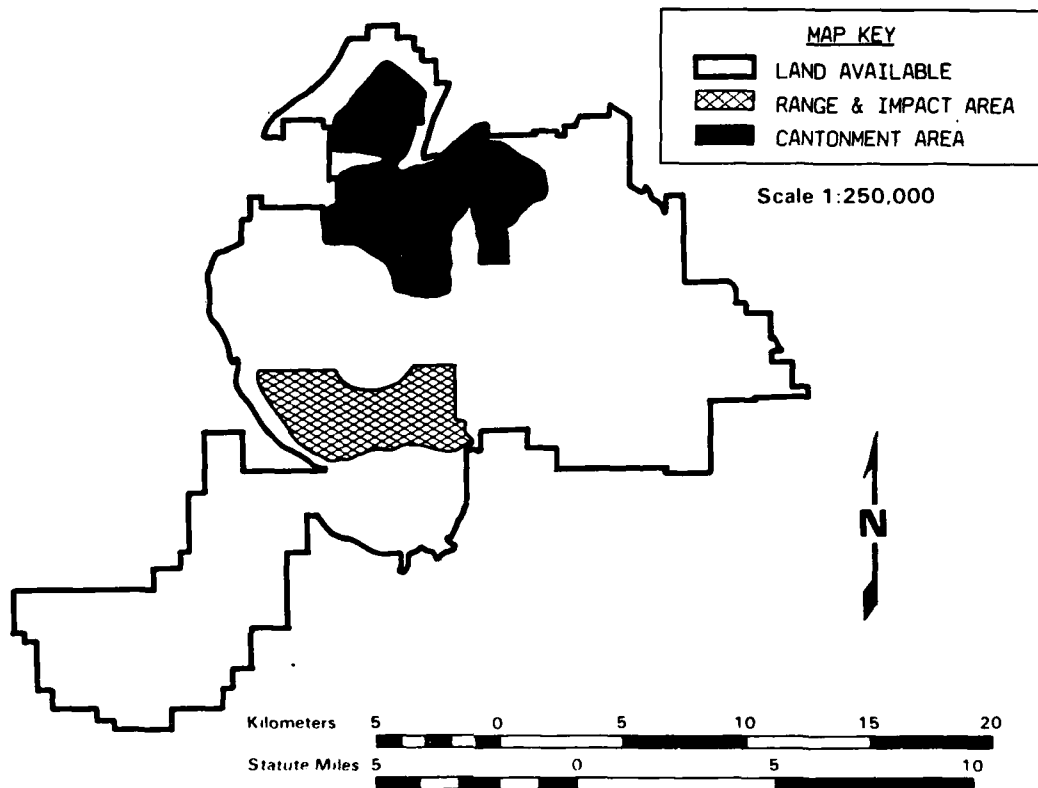 MAP KEY
LAND AVAILABLE
RANGE & IMPACT AREA
CANTONMENT AREA
Scale 1:250,000
N
Kilometers 5 0 5 10 15 20
Statute Miles 5 0 5 10